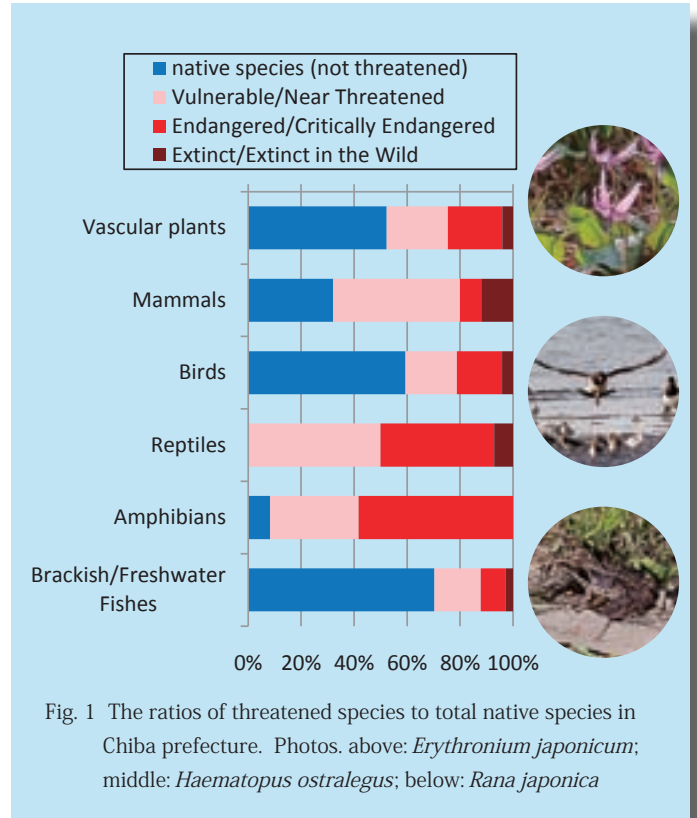 native species (not threatened)
Vulnerable/Near Threatened
Endangered/Critically Endangered
Extinct/Extinct in the Wild
Vascular plants
Mammals
Birds
Reptiles
Amphibians
Brackish/Freshwater
Fishes
0% 20% 40% 60% 80% 100%
Fig. 1 The ratios of threatened species to total native species in
Chiba prefecture. Photos. above: Erythronium japonicum;
middle: Haematopus ostralegus; below: Rana japonica